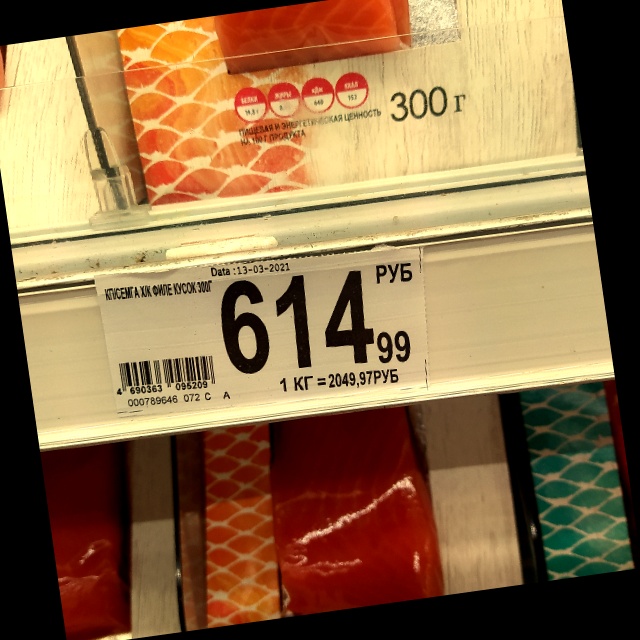 БЕЛКИ ЖИРЫ кДж ККАЛ
300 г
ПИЩЕВАЯ И ЭНЕРГЕТИЧЕСКАЯ ЦЕННОСТЬ
НА 100 Г ПРОДУКТА
Data :13-03-2021
КП/СЕМГА Х/К ФИЛЕ КУСОК 300Г
614 99 РУБ
4 690363 095209
1 КГ = 2049,97РУБ
000789646 072 С А